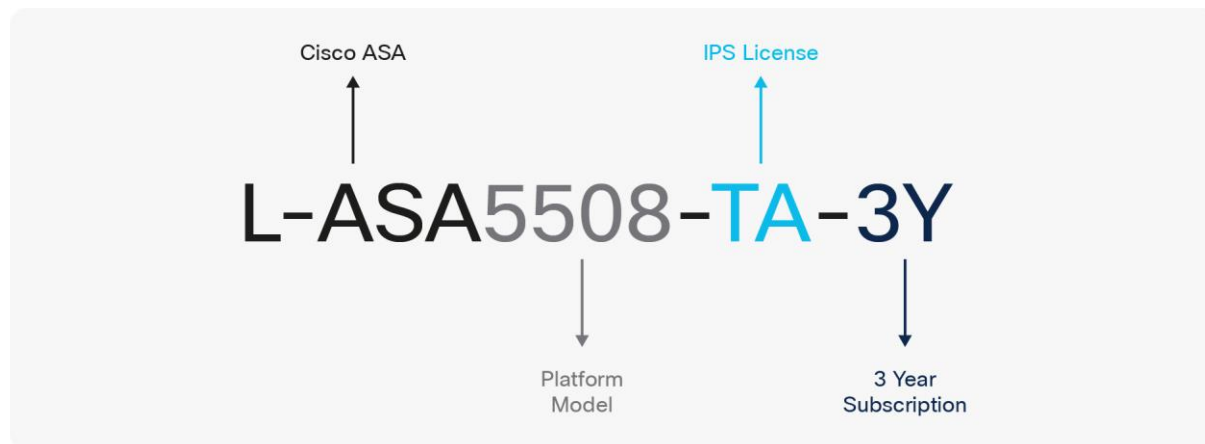 Cisco ASA
IPS License
L-ASA5508-TA-3Y
Platform
Model
3 Year
Subscription